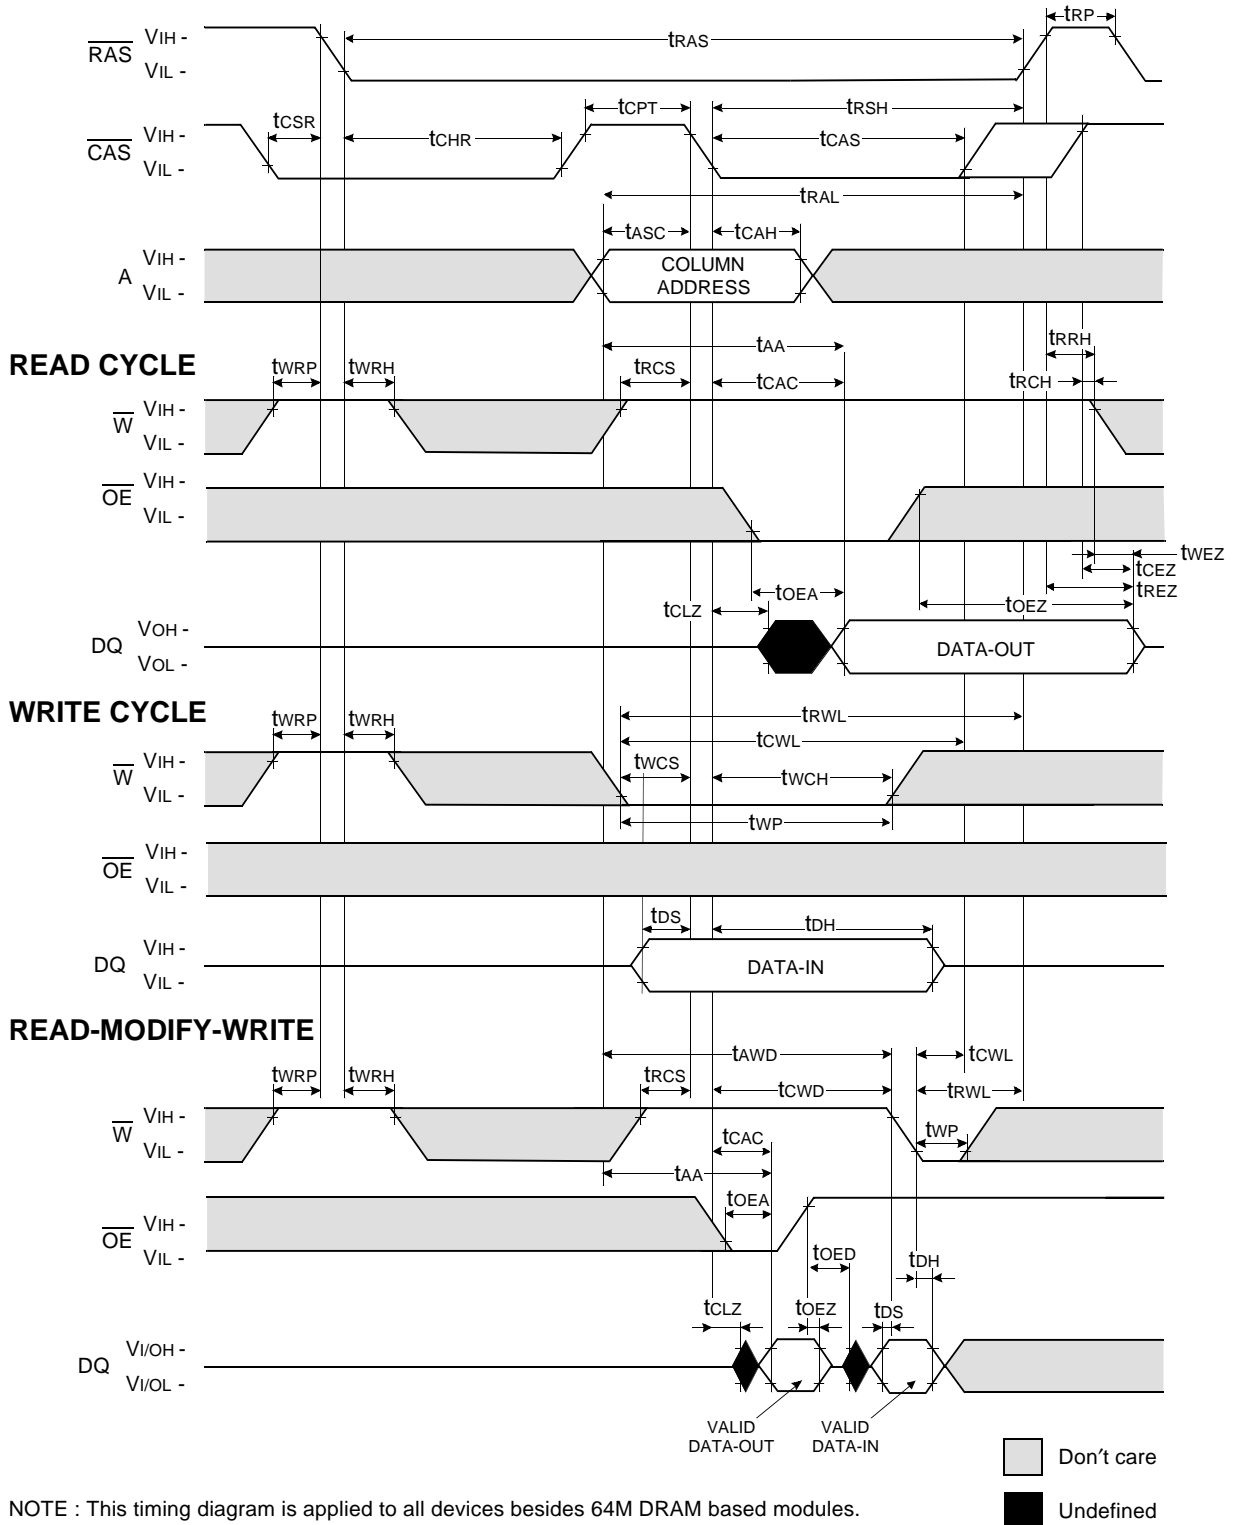 tRP
RAS
VIH -
VIL -
tRAS
tCPT
tRSH
tCSR
tCHR
tCAS
CAS
VIH -
VIL -
tRAL
tASC
tCAH
A
VIH -
VIL -
COLUMN
ADDRESS
READ CYCLE
tAA
tRRH
tWRP
tWRH
tRCS
tCAC
tRCH
W
VIH -
VIL -
OE
VIH -
VIL -
tWEZ
tCEZ
tREZ
tOEA
tOEZ
tCLZ
DQ
VOH -
VOL -
DATA-OUT
WRITE CYCLE
tWRP
tWRH
tRWL
tCWL
W
VIH -
VIL -
tWCS
tWCH
tWP
OE
VIH -
VIL -
tDS
tDH
DQ
VIH -
VIL -
DATA-IN
READ-MODIFY-WRITE
tAWD
tCWL
tWRP
tWRH
tRCS
tCWD
tRWL
W
VIH -
VIL -
tCAC
tWP
tAA
tOEA
OE
VIH -
VIL -
tOED
tDH
tCLZ
tOEZ
tDS
DQ
VI/OH -
VI/OL -
VALID
DATA-OUT
VALID
DATA-IN
Don′t care
NOTE : This timing diagram is applied to all devices besides 64M DRAM based modules.
Undefined